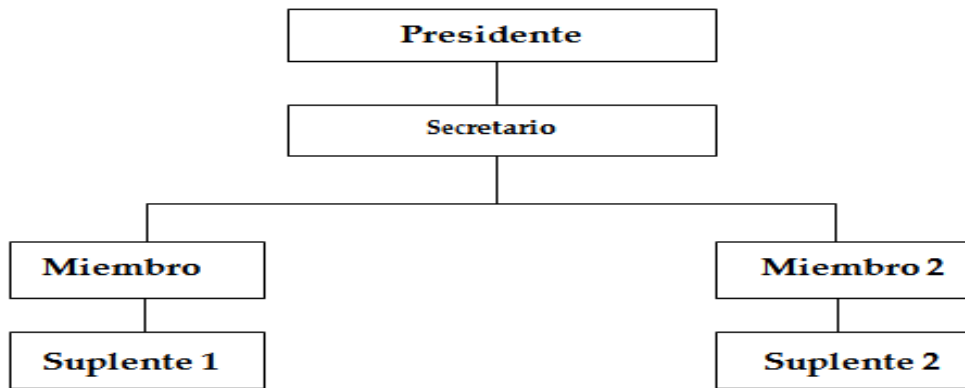 Presidente
Secretario
Miembro
Miembro 2
Suplente 1
Suplente 2